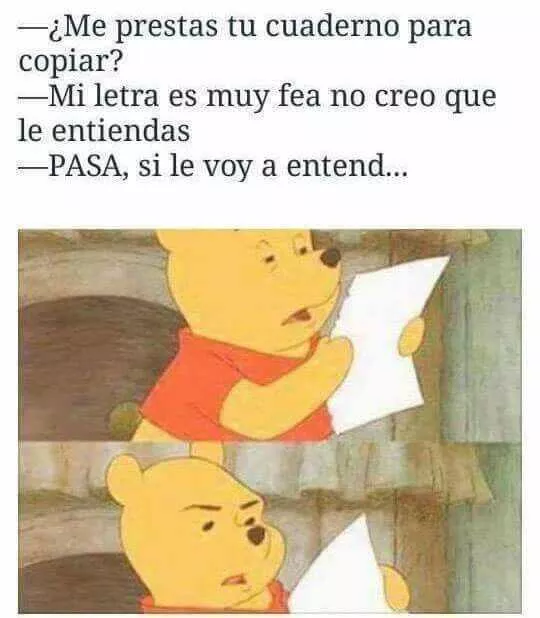 —¿Me prestas tu cuaderno para
copiar?
—Mi letra es muy fea no creo que
le entiendas
—PASA, si le voy a entend...